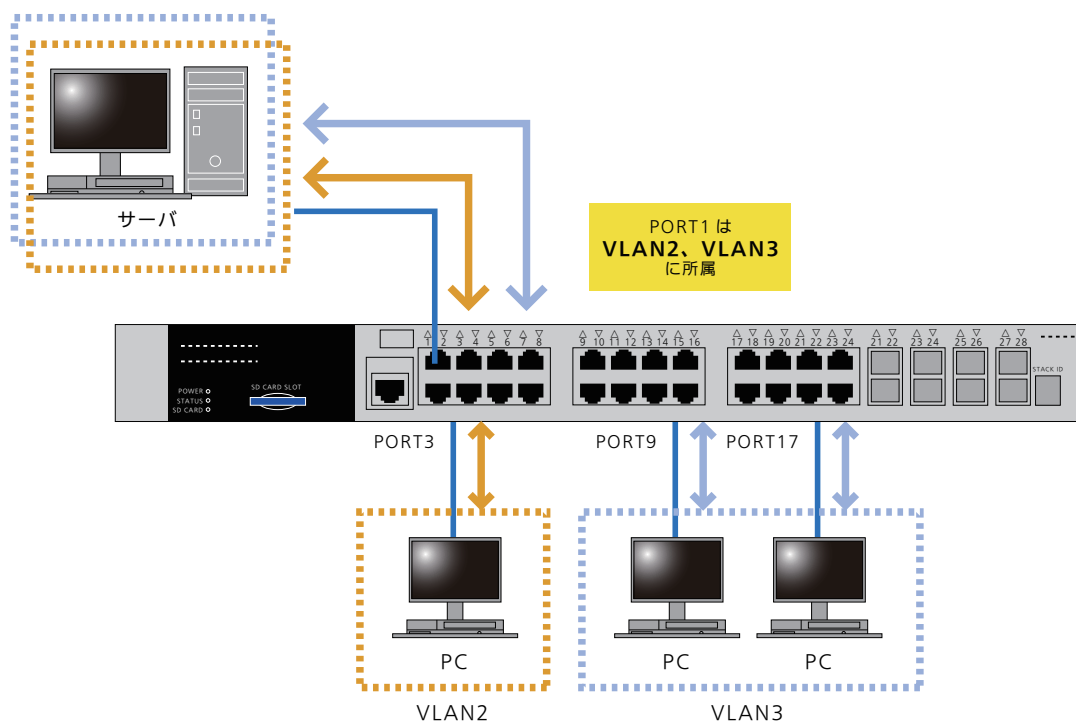 サーバ
PORT1 は
VLAN2、VLAN3
に所属
1 2 3 4 5 6 7 8
9 10 11 12 13 14 15 16
17 18 19 20 21 22 23 24
21 22 23 24 25 26 27 28
POWER
STATUS
SD CARD
SD CARD SLOT
STACK ID
PORT3
PORT9
PORT17
PC
PC
PC
VLAN2
VLAN3